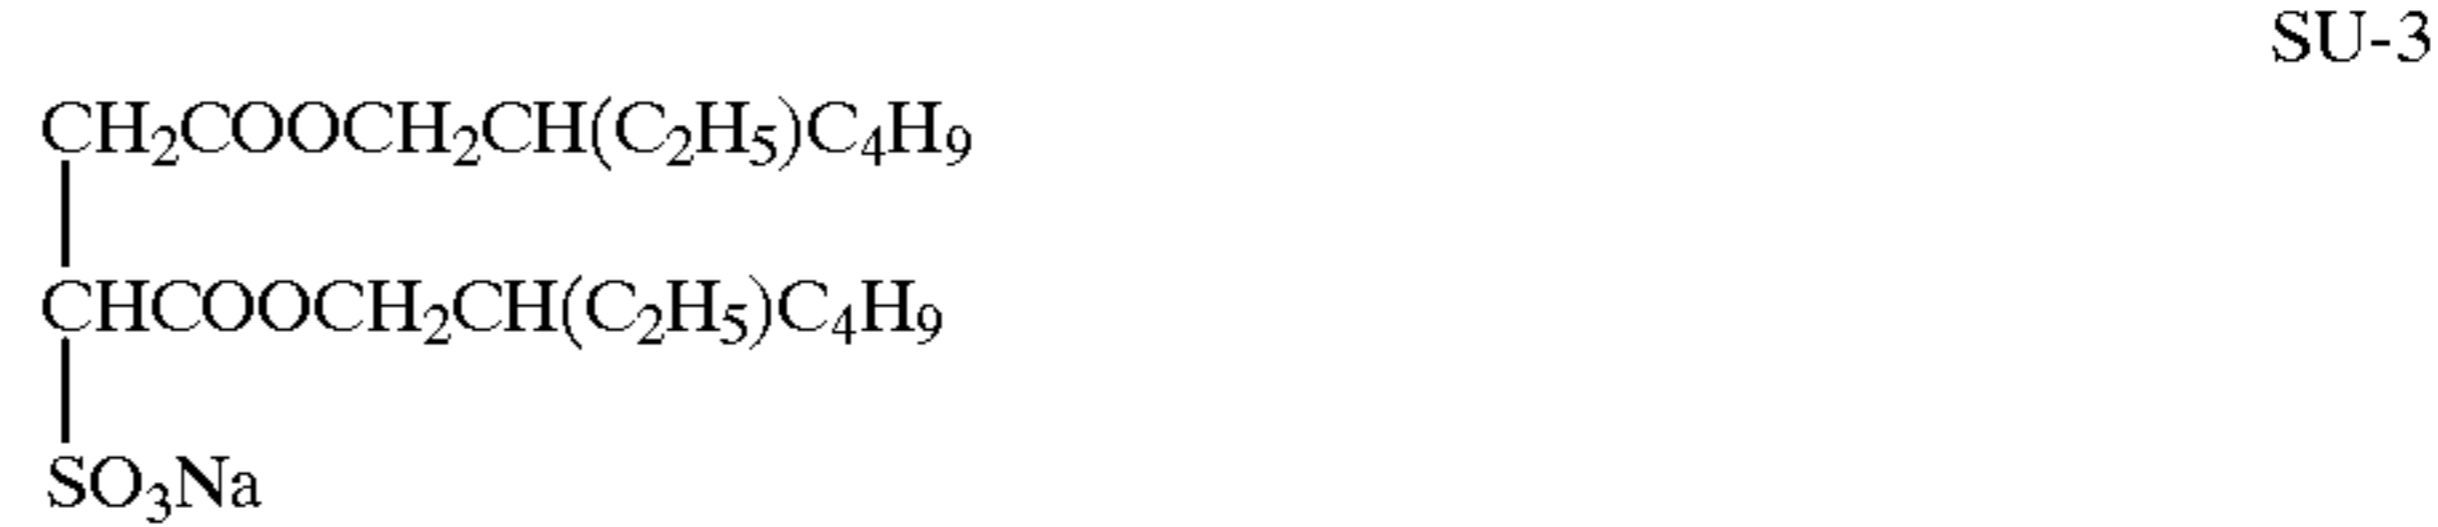 SU-3
CH₂COOCH₂CH(C₂H₅)C₄H₉
CHCOOCH₂CH(C₂H₅)C₄H₉
SO₃Na